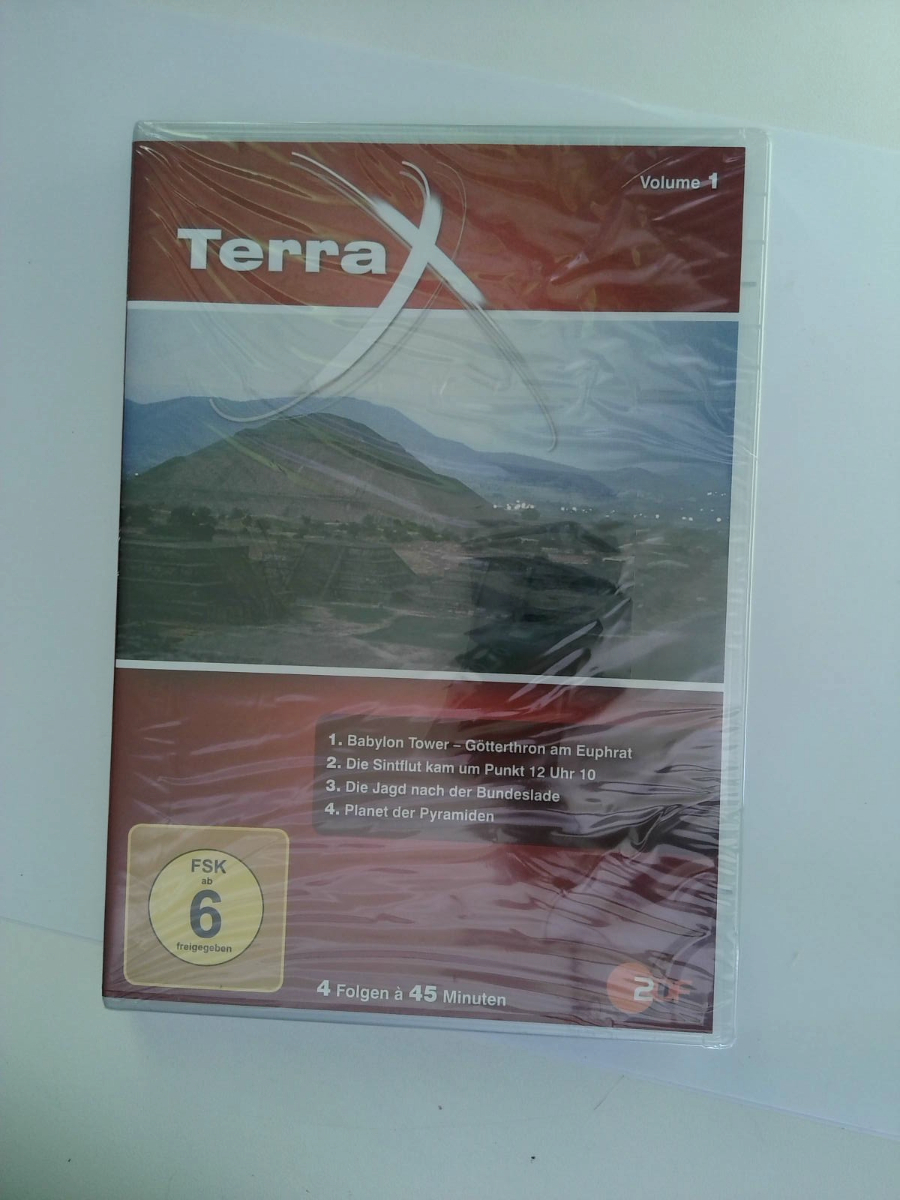 Volume 1
Terra X
1. Babylon Tower – Götterthron am Euphrat
2. Die Sintflut kam um Punkt 12 Uhr 10
3. Die Jagd nach der Bundeslade
4. Planet der Pyramiden
FSK
ab
6
freigegeben
4 Folgen à 45 Minuten
2DF